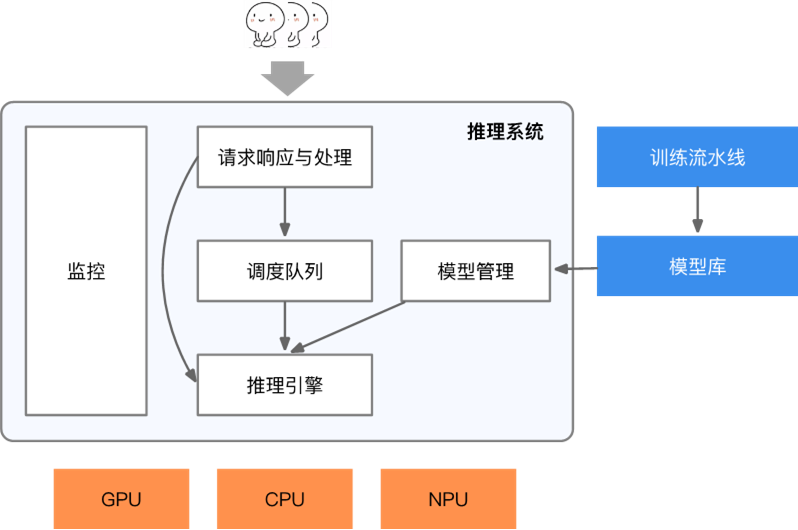 推理系统
请求响应与处理
训练流水线
监控
调度队列
模型管理
模型库
推理引擎
GPU
CPU
NPU